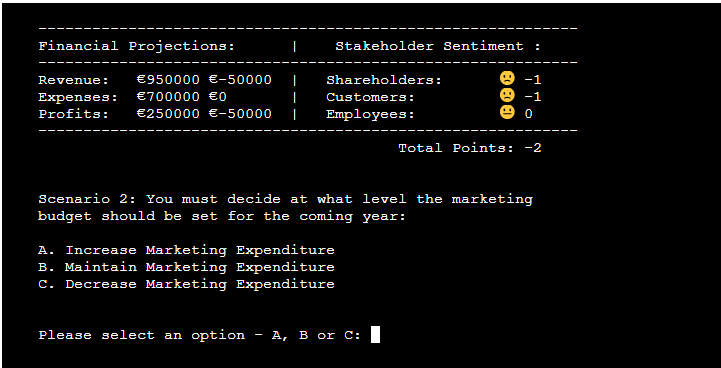 ------------------------------------------------------------
Financial Projections:      |    Stakeholder Sentiment :
------------------------------------------------------------
Revenue:   €950000 €-50000  |   Shareholders:      🙁 -1
Expenses:  €700000 €0       |   Customers:         🙁 -1
Profits:   €250000 €-50000  |   Employees:         😐 0
------------------------------------------------------------
Total Points: -2
Scenario 2: You must decide at what level the marketing
budget should be set for the coming year:
A. Increase Marketing Expenditure
B. Maintain Marketing Expenditure
C. Decrease Marketing Expenditure
Please select an option - A, B or C: